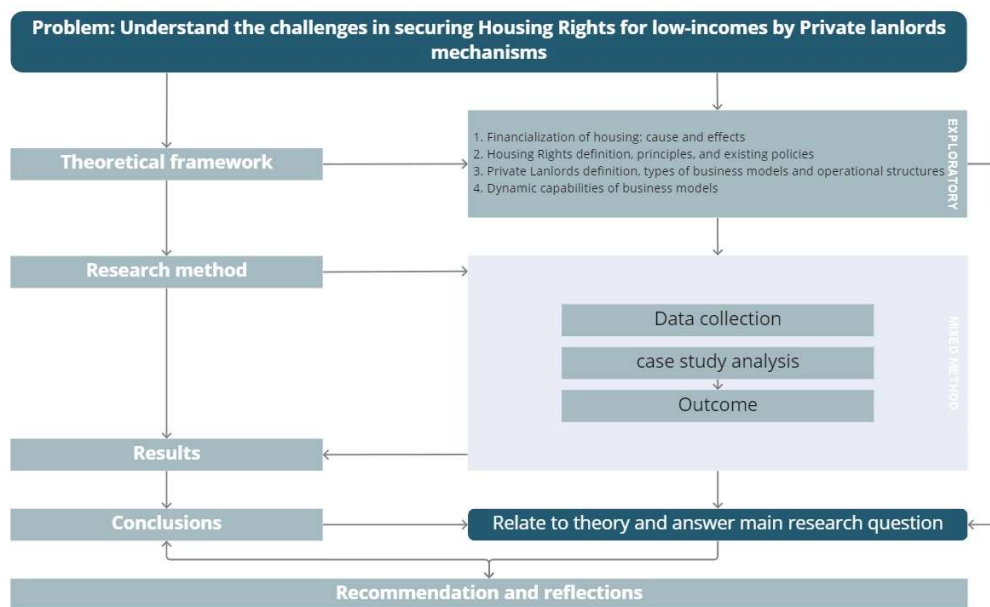 Problem: Understand the challenges in securing Housing Rights for low-incomes by Private lanlords
mechanisms
Theoretical framework
1. Financialization of housing: cause and effects
2. Housing Rights definition, principles, and existing policies
3. Private Lanlords definition, types of business models and operational structures
4. Dynamic capabilities of business models
EXPLORATORY
Research method
Data collection
case study analysis
Outcome
MIXED METHOD
Results
Conclusions
Relate to theory and answer main research question
Recommendation and reflections